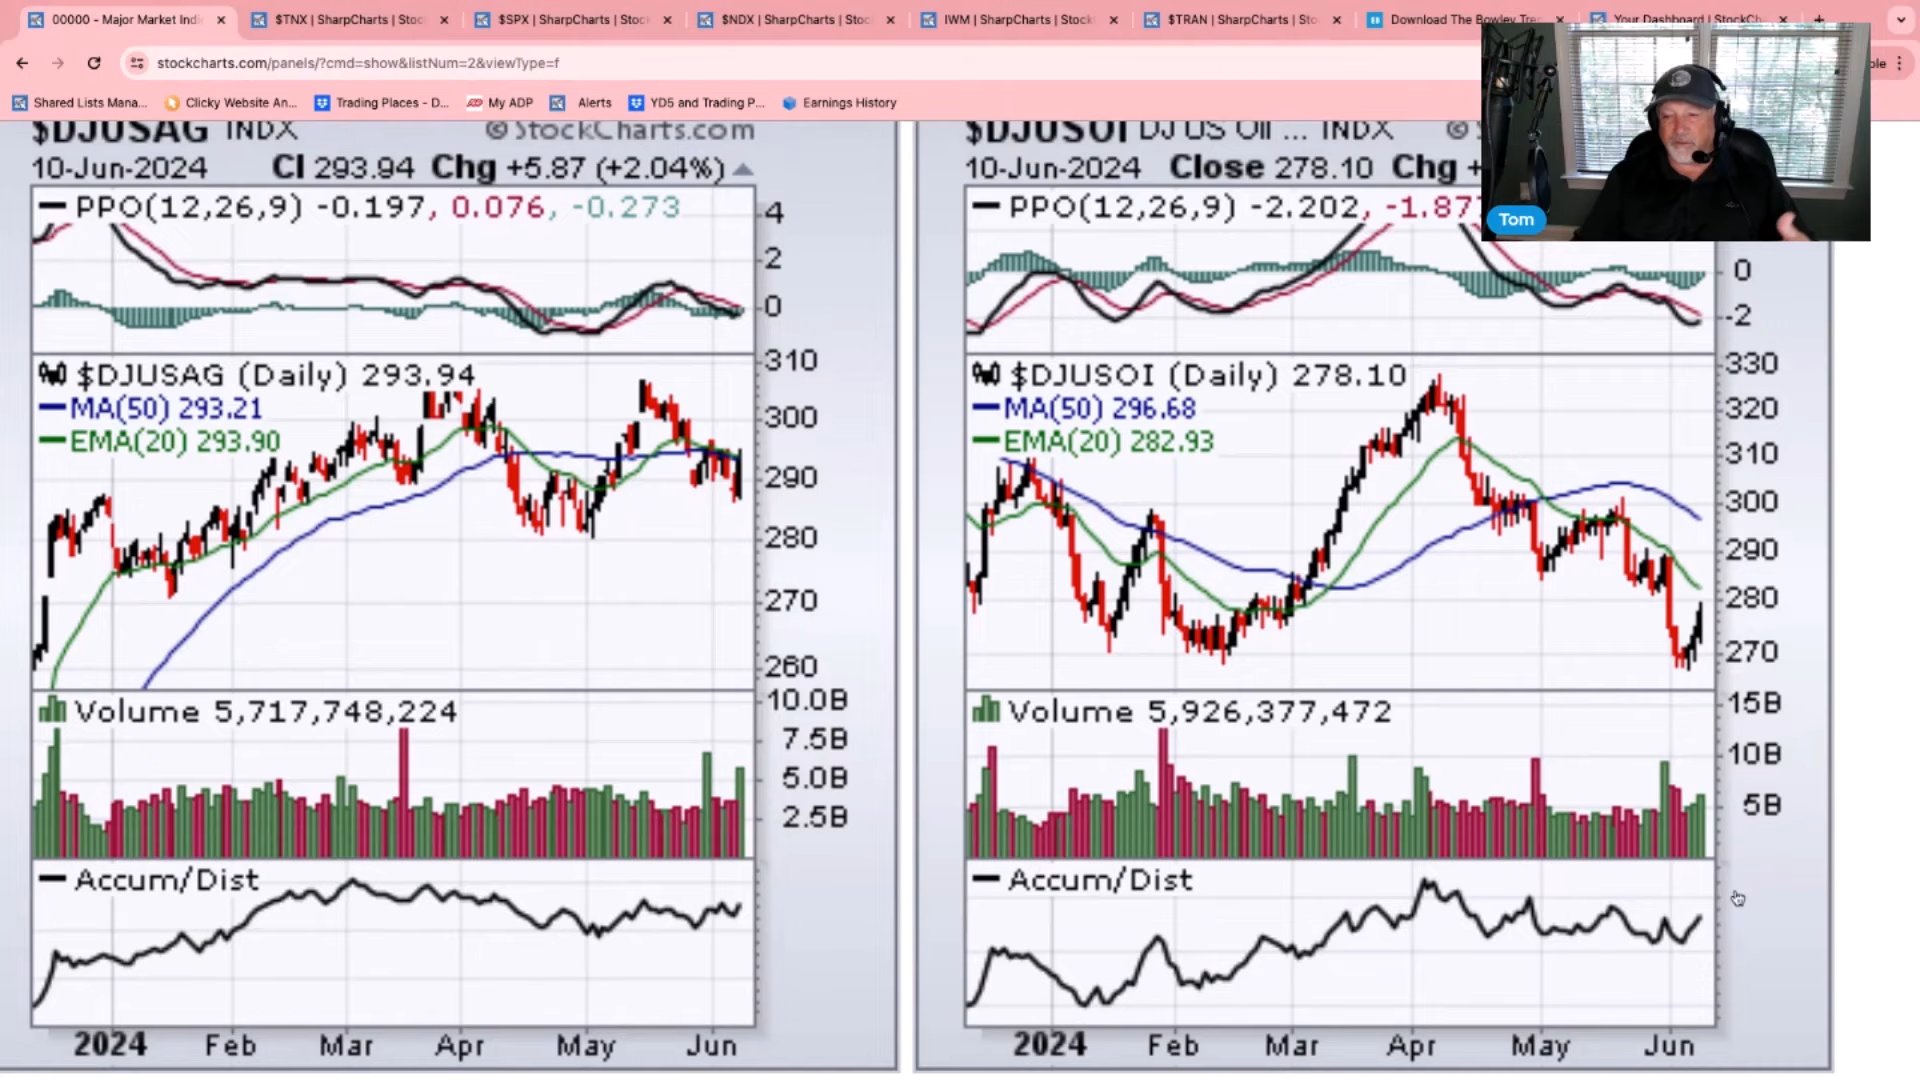 00000 - Major Market Indi
$TNX | SharpCharts | Stoc
$SPX | SharpCharts | Stoc
$NDX | SharpCharts | Stoc
IWM | SharpCharts | Stock
$TRAN | SharpCharts | Sto
Download The Bowley Tre
Your Dashboard | StockCh
stockcharts.com/panels/?cmd=show&listNum=2&viewType=f
Shared Lists Mana...
Clicky Website An...
Trading Places - D...
My ADP
Alerts
YD5 and Trading P...
Earnings History
Tom
$DJUSAG INDX © StockCharts.com
10-Jun-2024 Cl 293.94 Chg +5.87 (+2.04%)
PPO(12,26,9) -0.197, 0.076, -0.273
4
2
0
$DJUSAG (Daily) 293.94
MA(50) 293.21
EMA(20) 293.90
310
300
290
280
270
260
Volume 5,717,748,224
10.0B
7.5B
5.0B
2.5B
Accum/Dist
2024 Feb Mar Apr May Jun
$DJUSOI DJ US Oil ... INDX ©
10-Jun-2024 Close 278.10 Chg +
PPO(12,26,9) -2.202, -1.877
0
-2
$DJUSOI (Daily) 278.10
MA(50) 296.68
EMA(20) 282.93
330
320
310
300
290
280
270
Volume 5,926,377,472
15B
10B
5B
Accum/Dist
2024 Feb Mar Apr May Jun